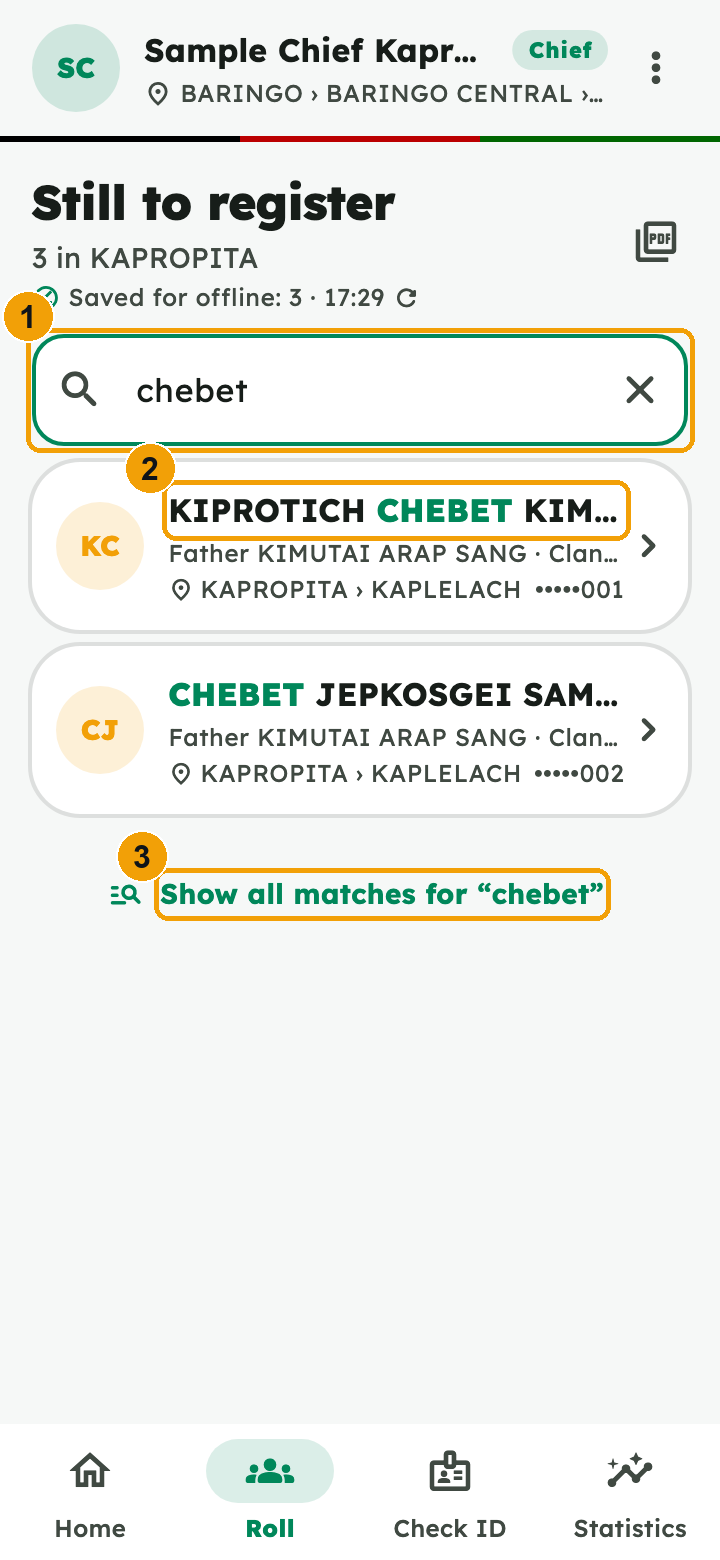 SC
Sample Chief Kapr...
Chief
BARINGO › BARINGO CENTRAL ›...
Still to register
3 in KAPROPITA
PDF
Saved for offline: 3 · 17:29
1
chebet
2
KC
KIPROTICH CHEBET KIM...
Father KIMUTAI ARAP SANG · Clan...
KAPROPITA › KAPLELACH •••••001
CJ
CHEBET JEPKOSGEI SAM...
Father KIMUTAI ARAP SANG · Clan...
KAPROPITA › KAPLELACH •••••002
3
Show all matches for “chebet”
Home
Roll
Check ID
Statistics